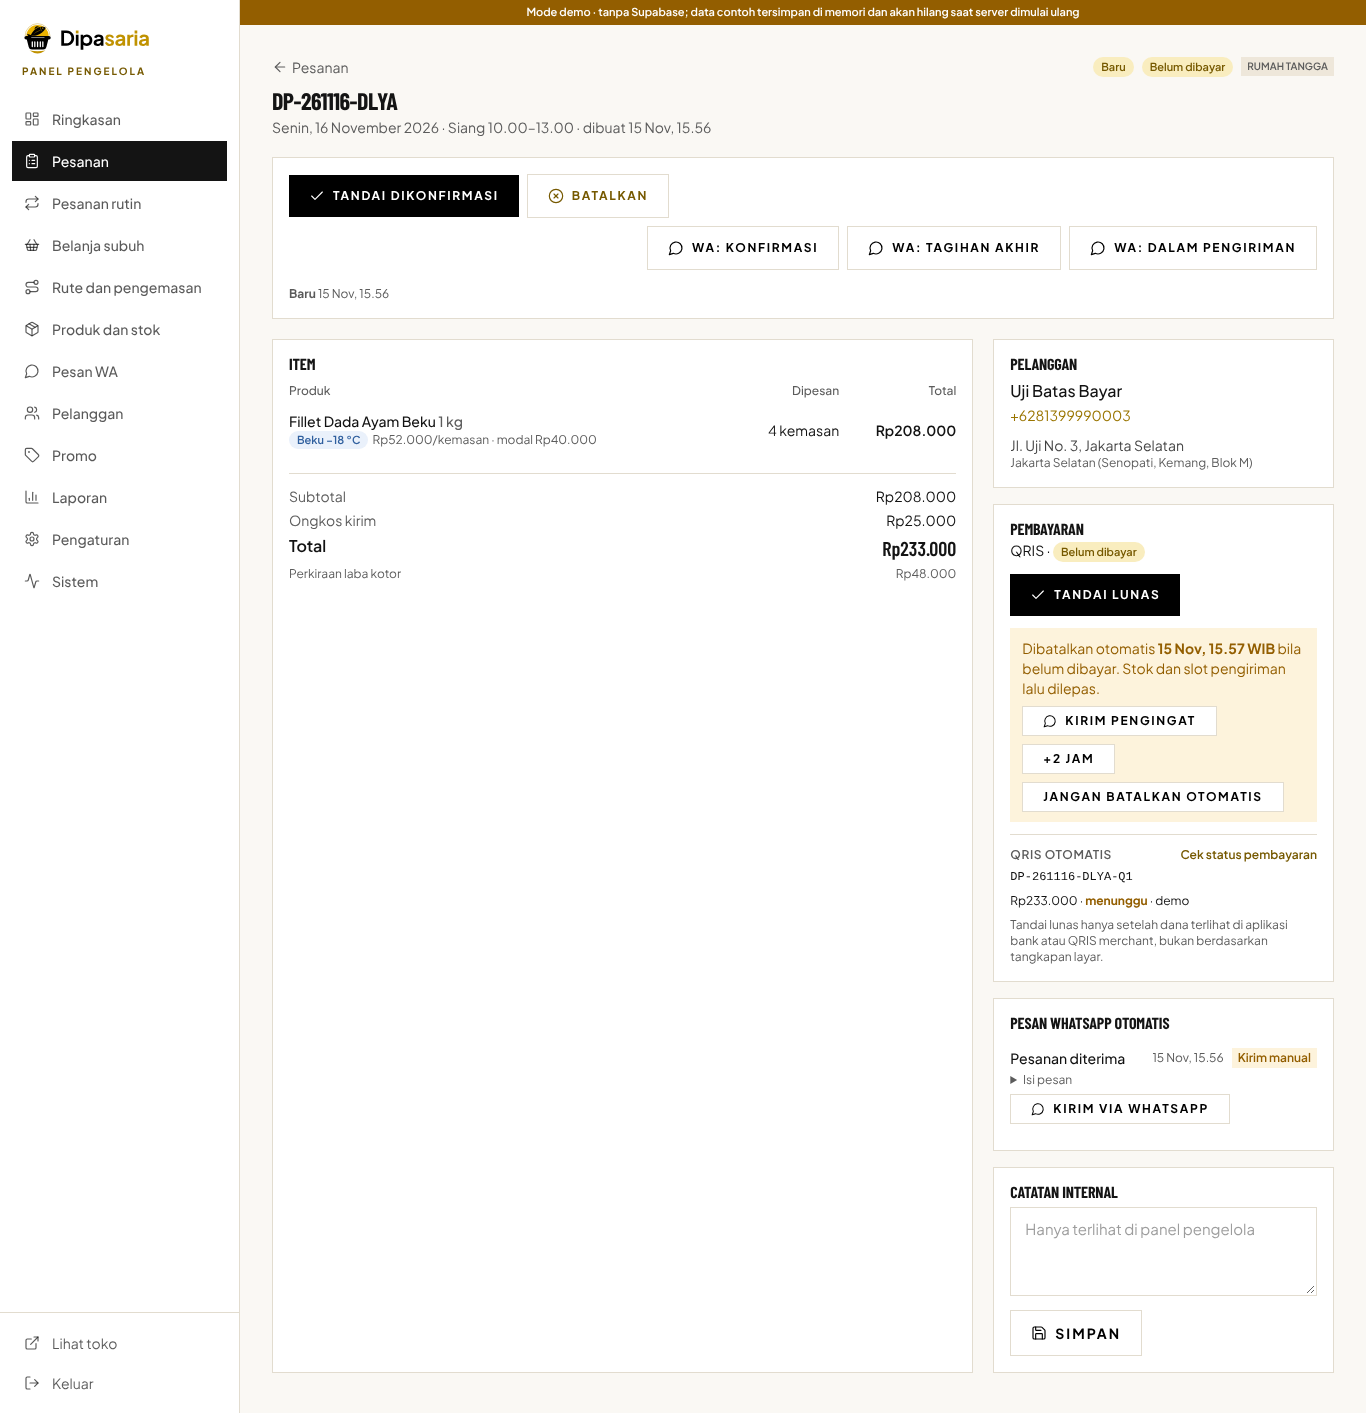 Mode demo · tanpa Supabase; data contoh tersimpan di memori dan akan hilang saat server dimulai ulang
Dipasaria
PANEL PENGELOLA
Ringkasan
Pesanan
Pesanan rutin
Belanja subuh
Rute dan pengemasan
Produk dan stok
Pesan WA
Pelanggan
Promo
Laporan
Pengaturan
Sistem
Lihat toko
Keluar
Pesanan
Baru
Belum dibayar
RUMAH TANGGA
DP-261116-DLYA
Senin, 16 November 2026 · Siang 10.00–13.00 · dibuat 15 Nov, 15.56
TANDAI DIKONFIRMASI
BATALKAN
WA: KONFIRMASI
WA: TAGIHAN AKHIR
WA: DALAM PENGIRIMAN
Baru 15 Nov, 15.56
ITEM
Produk Dipesan Total
Fillet Dada Ayam Beku 1 kg
Beku −18 °C Rp52.000/kemasan · modal Rp40.000
4 kemasan Rp208.000
Subtotal Rp208.000
Ongkos kirim Rp25.000
Total Rp233.000
Perkiraan laba kotor Rp48.000
PELANGGAN
Uji Batas Bayar
+6281399990003
Jl. Uji No. 3, Jakarta Selatan
Jakarta Selatan (Senopati, Kemang, Blok M)
PEMBAYARAN
QRIS · Belum dibayar
TANDAI LUNAS
Dibatalkan otomatis 15 Nov, 15.57 WIB bila
belum dibayar. Stok dan slot pengiriman
lalu dilepas.
KIRIM PENGINGAT
+2 JAM
JANGAN BATALKAN OTOMATIS
QRIS OTOMATIS Cek status pembayaran
DP-261116-DLYA-Q1
Rp233.000 · menunggu · demo
Tandai lunas hanya setelah dana terlihat di aplikasi
bank atau QRIS merchant, bukan berdasarkan
tangkapan layar.
PESAN WHATSAPP OTOMATIS
Pesanan diterima 15 Nov, 15.56 Kirim manual
Isi pesan
KIRIM VIA WHATSAPP
CATATAN INTERNAL
Hanya terlihat di panel pengelola
SIMPAN